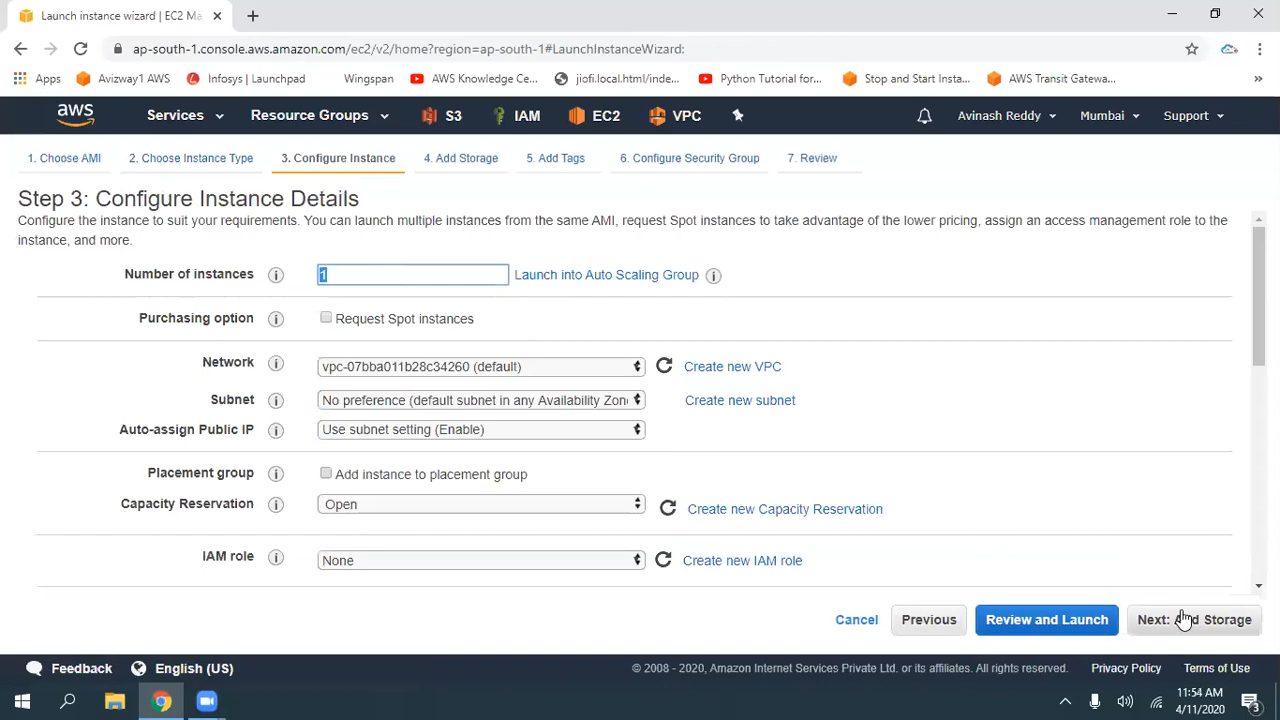 Launch instance wizard | EC2 Ma
ap-south-1.console.aws.amazon.com/ec2/v2/home?region=ap-south-1#LaunchInstanceWizard:
Apps Avizway1 AWS Infosys | Launchpad Wingspan AWS Knowledge Ce... jiofi.local.html/inde... Python Tutorial for... Stop and Start Insta... AWS Transit Gatewa... »
aws Services Resource Groups S3 IAM EC2 VPC Avinash Reddy Mumbai Support
1. Choose AMI 2. Choose Instance Type 3. Configure Instance 4. Add Storage 5. Add Tags 6. Configure Security Group 7. Review
Step 3: Configure Instance Details
Configure the instance to suit your requirements. You can launch multiple instances from the same AMI, request Spot instances to take advantage of the lower pricing, assign an access management role to the
instance, and more.
Number of instances i 1 Launch into Auto Scaling Group i
Purchasing option i Request Spot instances
Network i vpc-07bba011b28c34260 (default) Create new VPC
Subnet i No preference (default subnet in any Availability Zon Create new subnet
Auto-assign Public IP i Use subnet setting (Enable)
Placement group i Add instance to placement group
Capacity Reservation i Open Create new Capacity Reservation
IAM role i None Create new IAM role
Cancel Previous Review and Launch Next: Add Storage
Feedback English (US) © 2008 - 2020, Amazon Internet Services Private Ltd. or its affiliates. All rights reserved. Privacy Policy Terms of Use
11:54 AM
4/11/2020
3